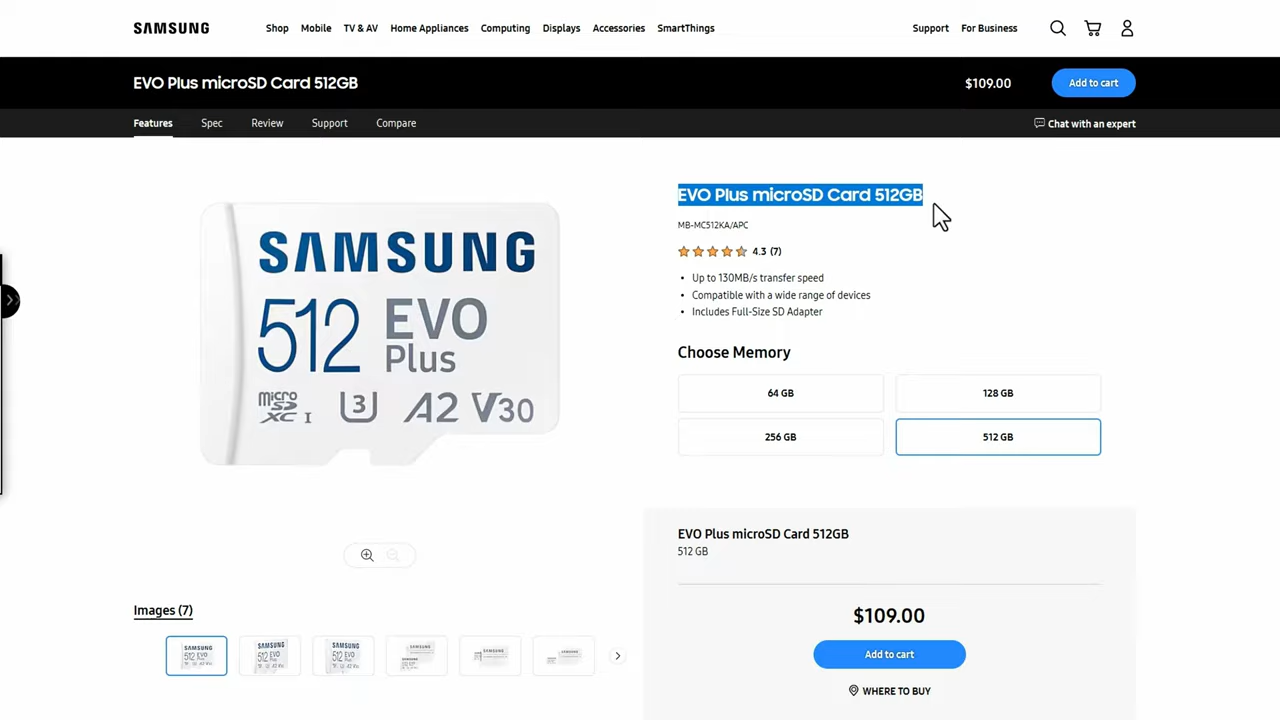 SAMSUNG
Shop Mobile TV & AV Home Appliances Computing Displays Accessories SmartThings
Support For Business
EVO Plus microSD Card 512GB
$109.00
Add to cart
Features Spec Review Support Compare
Chat with an expert
SAMSUNG
512 EVO Plus
micro SD XC I U3 A2 V30
EVO Plus microSD Card 512GB
MB-MC512KA/APC
4.3 (7)
Up to 130MB/s transfer speed
Compatible with a wide range of devices
Includes Full-Size SD Adapter
Choose Memory
64 GB 128 GB
256 GB 512 GB
Images (7)
EVO Plus microSD Card 512GB
512 GB
$109.00
Add to cart
WHERE TO BUY